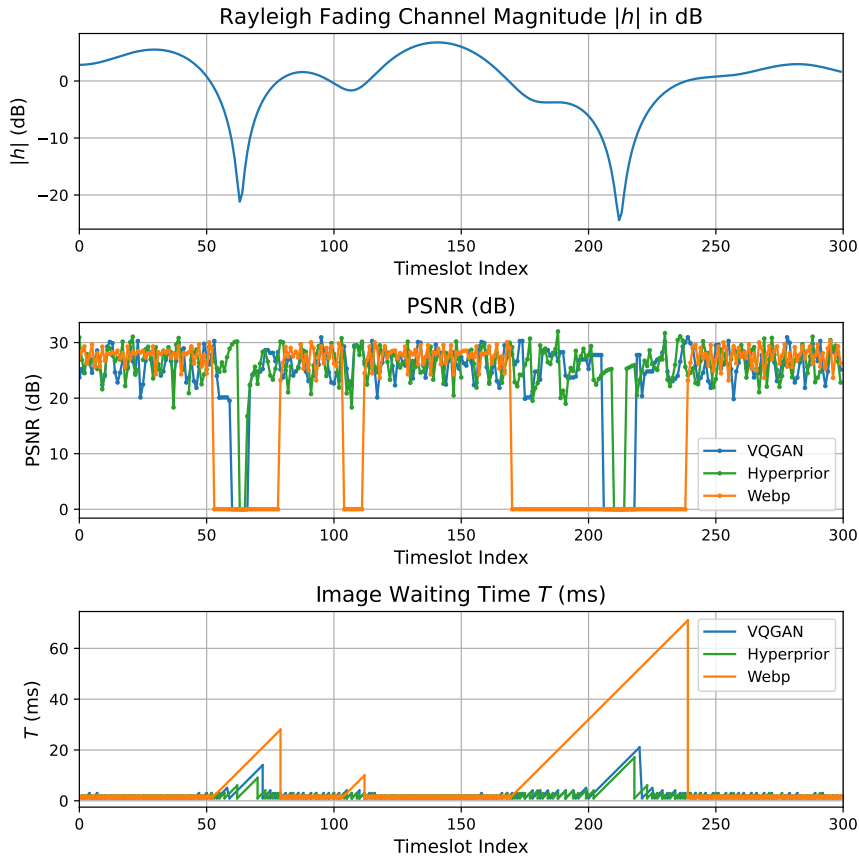 Rayleigh Fading Channel Magnitude |h| in dB
0
−10
−20
|h| (dB)
0 50 100 150 200 250 300
Timeslot Index
PSNR (dB)
30
20
10
0
PSNR (dB)
VQGAN
Hyperprior
Webp
0 50 100 150 200 250 300
Timeslot Index
Image Waiting Time T (ms)
60
40
20
0
T (ms)
VQGAN
Hyperprior
Webp
0 50 100 150 200 250 300
Timeslot Index